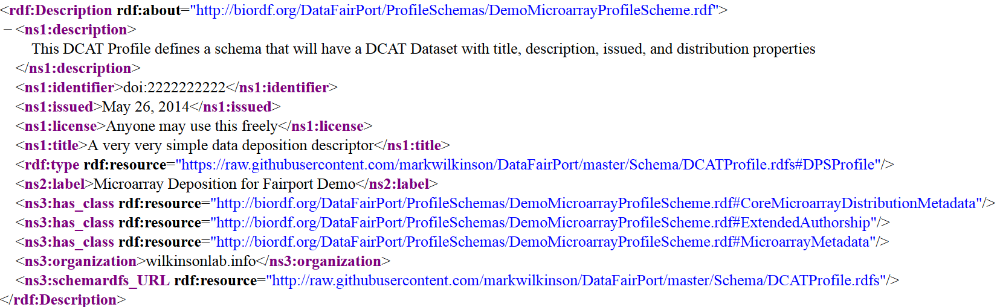 <rdf:Description rdf:about="http://biordf.org/DataFairPort/ProfileSchemas/DemoMicroarrayProfileScheme.rdf">
−<ns1:description>
This DCAT Profile defines a schema that will have a DCAT Dataset with title, description, issued, and distribution properties
</ns1:description>
<ns1:identifier>doi:2222222222</ns1:identifier>
<ns1:issued>May 26, 2014</ns1:issued>
<ns1:license>Anyone may use this freely</ns1:license>
<ns1:title>A very very simple data deposition descriptor</ns1:title>
<rdf:type rdf:resource="https://raw.githubusercontent.com/markwilkinson/DataFairPort/master/Schema/DCATProfile.rdfs#DPSProfile"/>
<ns2:label>Microarray Deposition for Fairport Demo</ns2:label>
<ns3:has_class rdf:resource="http://biordf.org/DataFairPort/ProfileSchemas/DemoMicroarrayProfileScheme.rdf#CoreMicroarrayDistributionMetadata"/>
<ns3:has_class rdf:resource="http://biordf.org/DataFairPort/ProfileSchemas/DemoMicroarrayProfileScheme.rdf#ExtendedAuthorship"/>
<ns3:has_class rdf:resource="http://biordf.org/DataFairPort/ProfileSchemas/DemoMicroarrayProfileScheme.rdf#MicroarrayMetadata"/>
<ns3:organization>wilkinsonlab.info</ns3:organization>
<ns3:schemardfs_URL rdf:resource="http://raw.githubusercontent.com/markwilkinson/DataFairPort/master/Schema/DCATProfile.rdfs"/>
</rdf:Description>